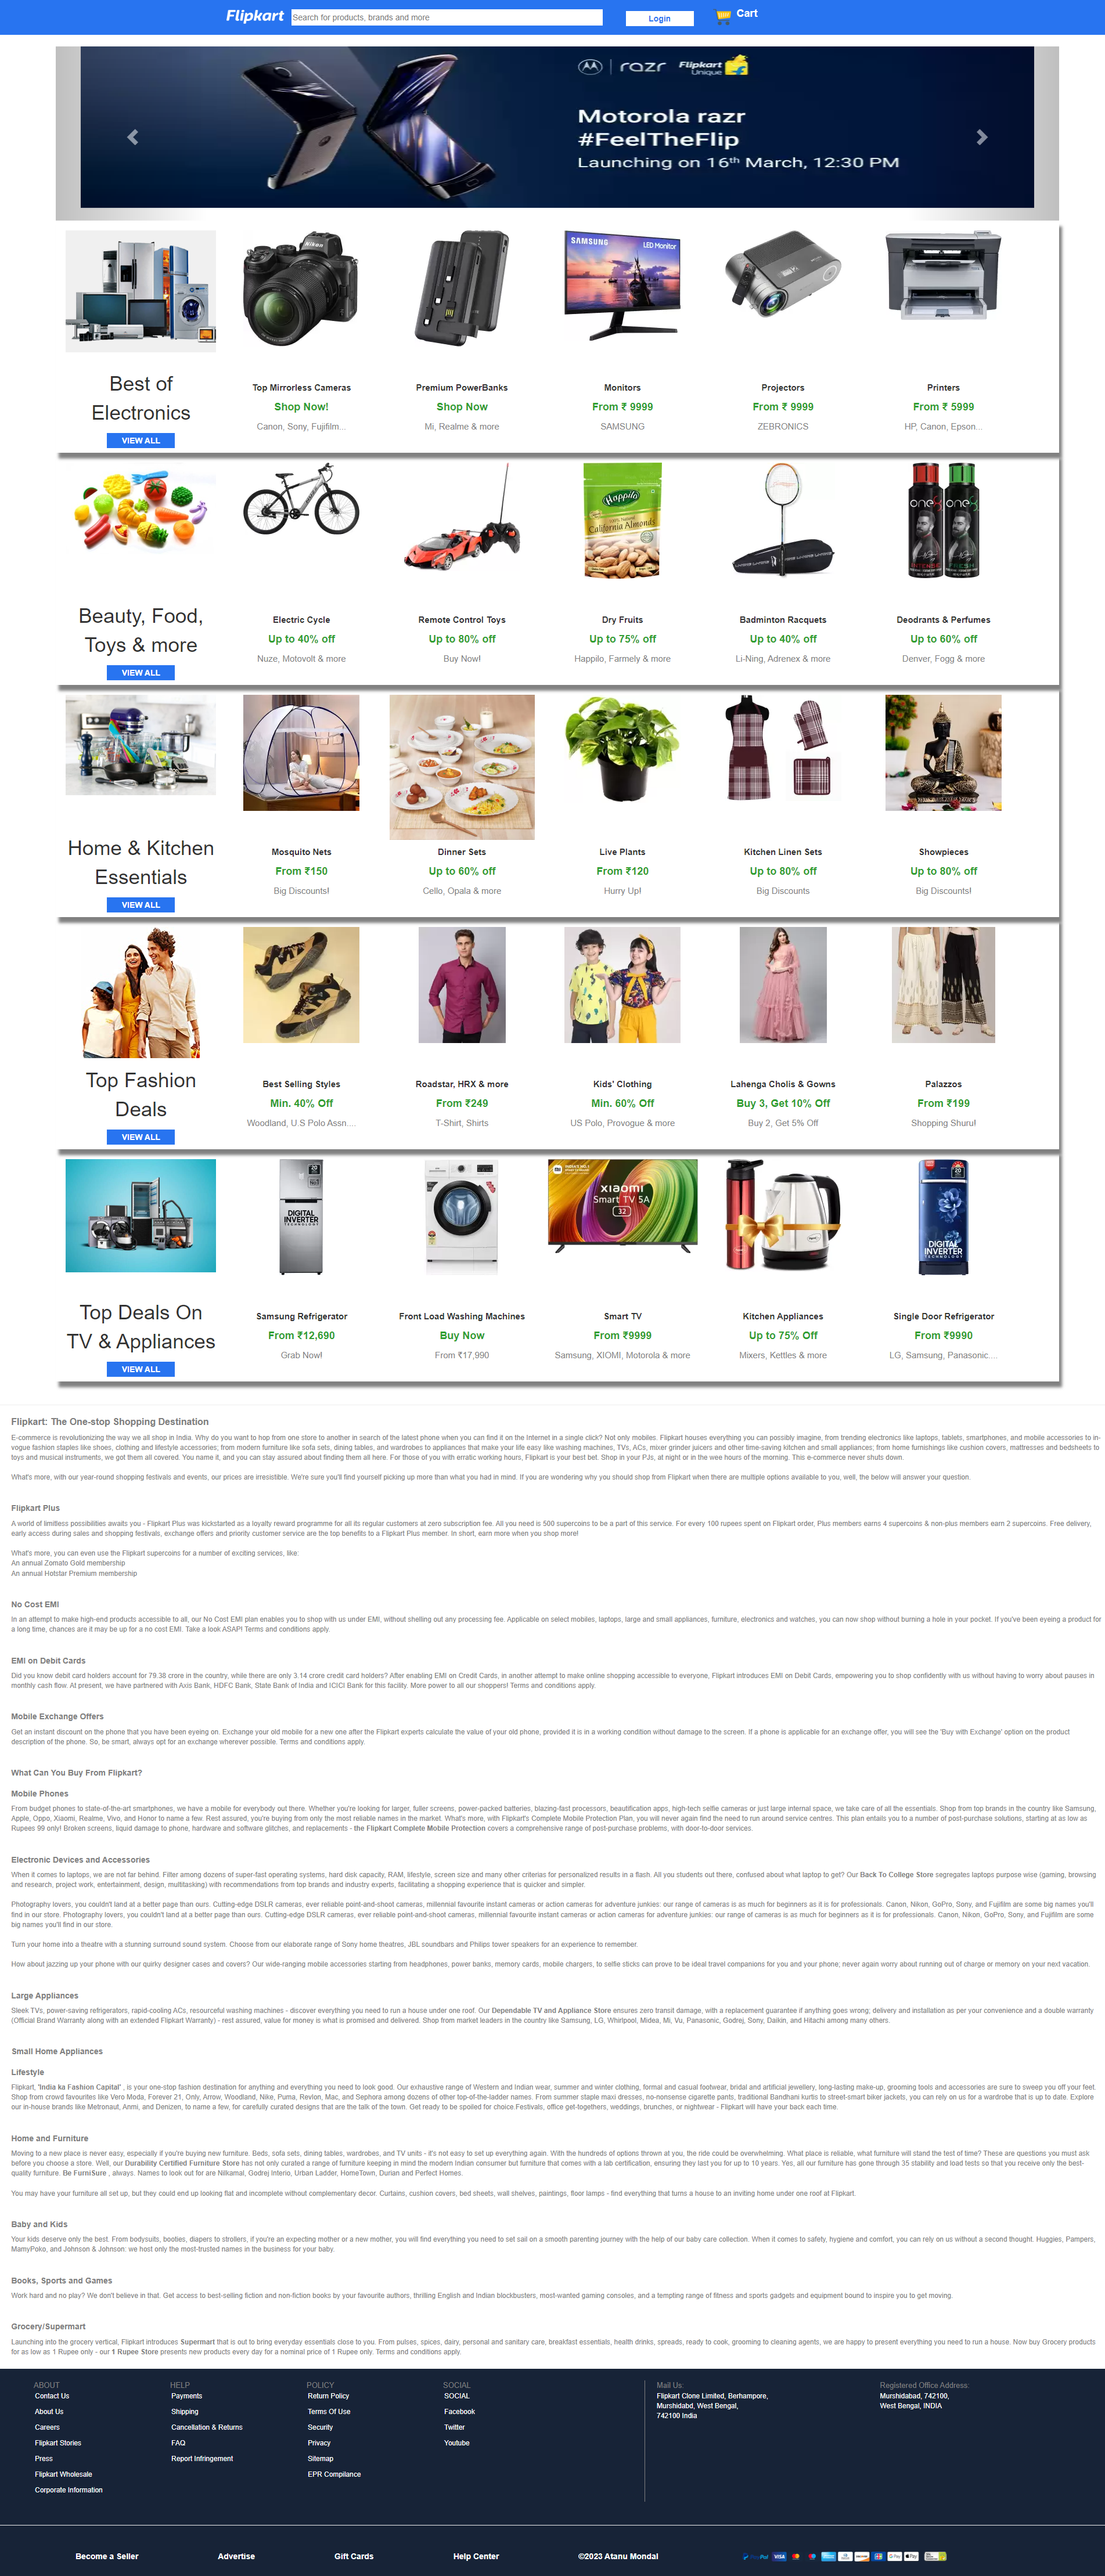 Flipkart
Search for products, brands and more
Login
Cart
razr
Flipkart
Unique
Motorola razr
#FeelTheFlip
Launching on 16th March, 12:30 PM
Nikon
SAMSUNG
LED Monitor
Best of
Electronics
VIEW ALL
Top Mirrorless Cameras
Shop Now!
Canon, Sony, Fujifilm...
Premium PowerBanks
Shop Now
Mi, Realme & more
Monitors
From ₹ 9999
SAMSUNG
Projectors
From ₹ 9999
ZEBRONICS
Printers
From ₹ 5999
HP, Canon, Epson...
Happilo
100% Natural
California Almonds
one8
INTENSE
one8
FRESH
Beauty, Food,
Toys & more
VIEW ALL
Electric Cycle
Up to 40% off
Nuze, Motovolt & more
Remote Control Toys
Up to 80% off
Buy Now!
Dry Fruits
Up to 75% off
Happilo, Farmely & more
Badminton Racquets
Up to 40% off
Li-Ning, Adrenex & more
Deodrants & Perfumes
Up to 60% off
Denver, Fogg & more
Home & Kitchen
Essentials
VIEW ALL
Mosquito Nets
From ₹150
Big Discounts!
Dinner Sets
Up to 60% off
Cello, Opala & more
Live Plants
From ₹120
Hurry Up!
Kitchen Linen Sets
Up to 80% off
Big Discounts
Showpieces
Up to 80% off
Big Discounts!
Top Fashion
Deals
VIEW ALL
Best Selling Styles
Min. 40% Off
Woodland, U.S Polo Assn....
Roadstar, HRX & more
From ₹249
T-Shirt, Shirts
Kids' Clothing
Min. 60% Off
US Polo, Provogue & more
Lahenga Cholis & Gowns
Buy 3, Get 10% Off
Buy 2, Get 5% Off
Palazzos
From ₹199
Shopping Shuru!
DIGITAL
INVERTER
TECHNOLOGY
xiaomi
Smart TV 5A
32
DIGITAL
INVERTER
TECHNOLOGY
Top Deals On
TV & Appliances
VIEW ALL
Samsung Refrigerator
From ₹12,690
Grab Now!
Front Load Washing Machines
Buy Now
From ₹17,990
Smart TV
From ₹9999
Samsung, XIOMI, Motorola & more
Kitchen Appliances
Up to 75% Off
Mixers, Kettles & more
Single Door Refrigerator
From ₹9990
LG, Samsung, Panasonic....
Flipkart: The One-stop Shopping Destination
E-commerce is revolutionizing the way we all shop in India. Why do you want to hop from one store to another in search of the latest phone when you can find it on the Internet in a single click? Not only mobiles. Flipkart houses everything you can possibly imagine, from trending electronics like laptops, tablets, smartphones, and mobile accessories to in-
vogue fashion staples like shoes, clothing and lifestyle accessories; from modern furniture like sofa sets, dining tables, and wardrobes to appliances that make your life easy like washing machines, TVs, ACs, mixer grinder juicers and other time-saving kitchen and small appliances; from home furnishings like cushion covers, mattresses and bedsheets to
toys and musical instruments, we got them all covered. You name it, and you can stay assured about finding them all here. For those of you with erratic working hours, Flipkart is your best bet. Shop in your PJs, at night or in the wee hours of the morning. This e-commerce never shuts down.
What's more, with our year-round shopping festivals and events, our prices are irresistible. We're sure you'll find yourself picking up more than what you had in mind. If you are wondering why you should shop from Flipkart when there are multiple options available to you, well, the below will answer your question.
Flipkart Plus
A world of limitless possibilities awaits you - Flipkart Plus was kickstarted as a loyalty reward programme for all its regular customers at zero subscription fee. All you need is 500 supercoins to be a part of this service. For every 100 rupees spent on Flipkart order, Plus members earns 4 supercoins & non-plus members earn 2 supercoins. Free delivery,
early access during sales and shopping festivals, exchange offers and priority customer service are the top benefits to a Flipkart Plus member. In short, earn more when you shop more!
What's more, you can even use the Flipkart supercoins for a number of exciting services, like:
An annual Zomato Gold membership
An annual Hotstar Premium membership
No Cost EMI
In an attempt to make high-end products accessible to all, our No Cost EMI plan enables you to shop with us under EMI, without shelling out any processing fee. Applicable on select mobiles, laptops, large and small appliances, furniture, electronics and watches, you can now shop without burning a hole in your pocket. If you've been eyeing a product for
a long time, chances are it may be up for a no cost EMI. Take a look ASAP! Terms and conditions apply.
EMI on Debit Cards
Did you know debit card holders account for 79.38 crore in the country, while there are only 3.14 crore credit card holders? After enabling EMI on Credit Cards, in another attempt to make online shopping accessible to everyone, Flipkart introduces EMI on Debit Cards, empowering you to shop confidently with us without having to worry about pauses in
monthly cash flow. At present, we have partnered with Axis Bank, HDFC Bank, State Bank of India and ICICI Bank for this facility. More power to all our shoppers! Terms and conditions apply.
Mobile Exchange Offers
Get an instant discount on the phone that you have been eyeing on. Exchange your old mobile for a new one after the Flipkart experts calculate the value of your old phone, provided it is in a working condition without damage to the screen. If a phone is applicable for an exchange offer, you will see the 'Buy with Exchange' option on the product
description of the phone. So, be smart, always opt for an exchange wherever possible. Terms and conditions apply.
What Can You Buy From Flipkart?
Mobile Phones
From budget phones to state-of-the-art smartphones, we have a mobile for everybody out there. Whether you're looking for larger, fuller screens, power-packed batteries, blazing-fast processors, beautification apps, high-tech selfie cameras or just large internal space, we take care of all the essentials. Shop from top brands in the country like Samsung,
Apple, Oppo, Xiaomi, Realme, Vivo, and Honor to name a few. Rest assured, you're buying from only the most reliable names in the market. What's more, with Flipkart's Complete Mobile Protection Plan, you will never again find the need to run around service centres. This plan entails you to a number of post-purchase solutions, starting at as low as
Rupees 99 only! Broken screens, liquid damage to phone, hardware and software glitches, and replacements - the Flipkart Complete Mobile Protection covers a comprehensive range of post-purchase problems, with door-to-door services.
Electronic Devices and Accessories
When it comes to laptops, we are not far behind. Filter among dozens of super-fast operating systems, hard disk capacity, RAM, lifestyle, screen size and many other criterias for personalized results in a flash. All you students out there, confused about what laptop to get? Our Back To College Store segregates laptops purpose wise (gaming, browsing
and research, project work, entertainment, design, multitasking) with recommendations from top brands and industry experts, facilitating a shopping experience that is quicker and simpler.
Photography lovers, you couldn't land at a better page than ours. Cutting-edge DSLR cameras, ever reliable point-and-shoot cameras, millennial favourite instant cameras or action cameras for adventure junkies: our range of cameras is as much for beginners as it is for professionals. Canon, Nikon, GoPro, Sony, and Fujifilm are some big names you'll
find in our store. Photography lovers, you couldn't land at a better page than ours. Cutting-edge DSLR cameras, ever reliable point-and-shoot cameras, millennial favourite instant cameras or action cameras for adventure junkies: our range of cameras is as much for beginners as it is for professionals. Canon, Nikon, GoPro, Sony, and Fujifilm are some
big names you'll find in our store.
Turn your home into a theatre with a stunning surround sound system. Choose from our elaborate range of Sony home theatres, JBL soundbars and Philips tower speakers for an experience to remember.
How about jazzing up your phone with our quirky designer cases and covers? Our wide-ranging mobile accessories starting from headphones, power banks, memory cards, mobile chargers, to selfie sticks can prove to be ideal travel companions for you and your phone; never again worry about running out of charge or memory on your next vacation.
Large Appliances
Sleek TVs, power-saving refrigerators, rapid-cooling ACs, resourceful washing machines - discover everything you need to run a house under one roof. Our Dependable TV and Appliance Store ensures zero transit damage, with a replacement guarantee if anything goes wrong; delivery and installation as per your convenience and a double warranty
(Official Brand Warranty along with an extended Flipkart Warranty) - rest assured, value for money is what is promised and delivered. Shop from market leaders in the country like Samsung, LG, Whirlpool, Midea, Mi, Vu, Panasonic, Godrej, Sony, Daikin, and Hitachi among many others.
Small Home Appliances
Lifestyle
Flipkart, 'India ka Fashion Capital' , is your one-stop fashion destination for anything and everything you need to look good. Our exhaustive range of Western and Indian wear, summer and winter clothing, formal and casual footwear, bridal and artificial jewellery, long-lasting make-up, grooming tools and accessories are sure to sweep you off your feet.
Shop from crowd favourites like Vero Moda, Forever 21, Only, Arrow, Woodland, Nike, Puma, Revlon, Mac, and Sephora among dozens of other top-of-the-ladder names. From summer staple maxi dresses, no-nonsense cigarette pants, traditional Bandhani kurtis to street-smart biker jackets, you can rely on us for a wardrobe that is up to date. Explore
our in-house brands like Metronaut, Anmi, and Denizen, to name a few, for carefully curated designs that are the talk of the town. Get ready to be spoiled for choice.Festivals, office get-togethers, weddings, brunches, or nightwear - Flipkart will have your back each time.
Home and Furniture
Moving to a new place is never easy, especially if you're buying new furniture. Beds, sofa sets, dining tables, wardrobes, and TV units - it's not easy to set up everything again. With the hundreds of options thrown at you, the ride could be overwhelming. What place is reliable, what furniture will stand the test of time? These are questions you must ask
before you choose a store. Well, our Durability Certified Furniture Store has not only curated a range of furniture keeping in mind the modern Indian consumer but furniture that comes with a lab certification, ensuring they last you for up to 10 years. Yes, all our furniture has gone through 35 stability and load tests so that you receive only the best-
quality furniture. Be FurniSure , always. Names to look out for are Nilkamal, Godrej Interio, Urban Ladder, HomeTown, Durian and Perfect Homes.
You may have your furniture all set up, but they could end up looking flat and incomplete without complementary decor. Curtains, cushion covers, bed sheets, wall shelves, paintings, floor lamps - find everything that turns a house to an inviting home under one roof at Flipkart.
Baby and Kids
Your kids deserve only the best. From bodysuits, booties, diapers to strollers, if you're an expecting mother or a new mother, you will find everything you need to set sail on a smooth parenting journey with the help of our baby care collection. When it comes to safety, hygiene and comfort, you can rely on us without a second thought. Huggies, Pampers,
MamyPoko, and Johnson & Johnson: we host only the most-trusted names in the business for your baby.
Books, Sports and Games
Work hard and no play? We don't believe in that. Get access to best-selling fiction and non-fiction books by your favourite authors, thrilling English and Indian blockbusters, most-wanted gaming consoles, and a tempting range of fitness and sports gadgets and equipment bound to inspire you to get moving.
Grocery/Supermart
Launching into the grocery vertical, Flipkart introduces Supermart that is out to bring everyday essentials close to you. From pulses, spices, dairy, personal and sanitary care, breakfast essentials, health drinks, spreads, ready to cook, grooming to cleaning agents, we are happy to present everything you need to run a house. Now buy Grocery products
for as low as 1 Rupee only - our 1 Rupee Store presents new products every day for a nominal price of 1 Rupee only. Terms and conditions apply.
ABOUT
Contact Us
About Us
Careers
Flipkart Stories
Press
Flipkart Wholesale
Corporate Information
HELP
Payments
Shipping
Cancellation & Returns
FAQ
Report Infringement
POLICY
Return Policy
Terms Of Use
Security
Privacy
Sitemap
EPR Compilance
SOCIAL
SOCIAL
Facebook
Twitter
Youtube
Mail Us:
Flipkart Clone Limited, Berhampore,
Murshidabd, West Bengal,
742100 India
Registered Office Address:
Murshidabad, 742100,
West Bengal, INDIA
Become a Seller
Advertise
Gift Cards
Help Center
©2023 Atanu Mondal
PayPal
VISA
G Pay
Pay